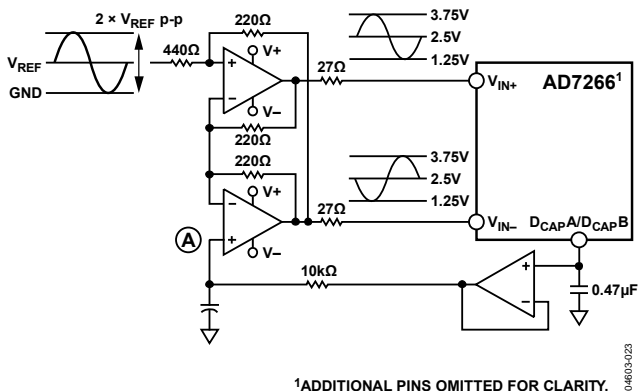 2 × VREF p-p
VREF
GND
440Ω
220Ω
V+
+
–
V–
220Ω
27Ω
3.75V
2.5V
1.25V
220Ω
V+
–
+
V–
A
27Ω
3.75V
2.5V
1.25V
AD7266¹
VIN+
VIN–
DCAPA/DCAPB
10kΩ
+
–
0.47µF
¹ADDITIONAL PINS OMITTED FOR CLARITY.
04603-023